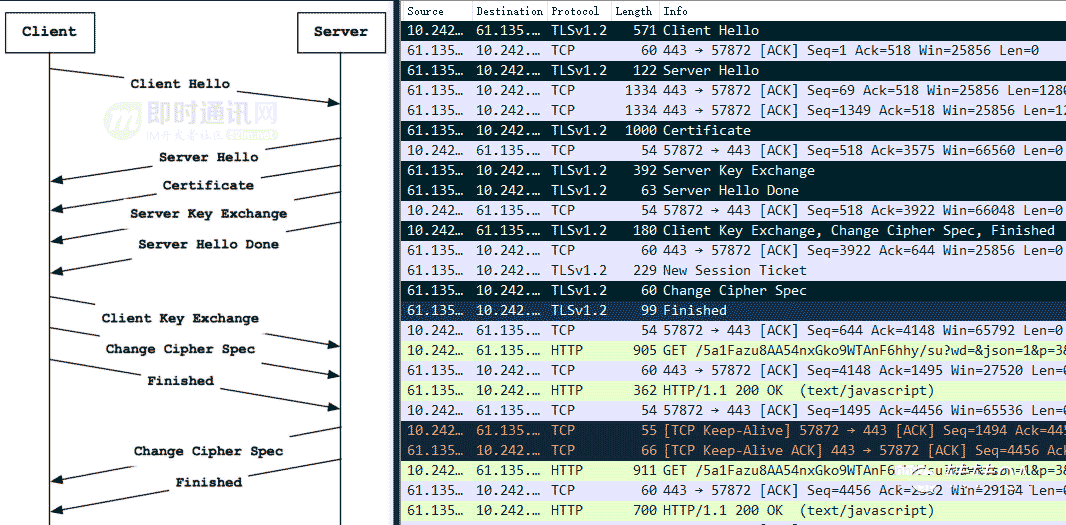 Client
Server
Client Hello
即时通讯网
IM开发者社区
52im.net
Server Hello
Certificate
Server Key Exchange
Server Hello Done
Client Key Exchange
Change Cipher Spec
Finished
Change Cipher Spec
Finished
Source Destination Protocol Length Info
10.242… 61.135… TLSv1.2 571 Client Hello
61.135… 10.242.… TCP 60 443 → 57872 [ACK] Seq=1 Ack=518 Win=25856 Len=0
61.135… 10.242.… TLSv1.2 122 Server Hello
61.135… 10.242.… TCP 1334 443 → 57872 [ACK] Seq=69 Ack=518 Win=25856 Len=1280
61.135… 10.242.… TCP 1334 443 → 57872 [ACK] Seq=1349 Ack=518 Win=25856 Len=12
61.135… 10.242.… TLSv1.2 1000 Certificate
10.242… 61.135.… TCP 54 57872 → 443 [ACK] Seq=518 Ack=3575 Win=66560 Len=0
61.135… 10.242.… TLSv1.2 392 Server Key Exchange
61.135… 10.242.… TLSv1.2 63 Server Hello Done
10.242… 61.135.… TCP 54 57872 → 443 [ACK] Seq=518 Ack=3922 Win=66048 Len=0
10.242… 61.135.… TLSv1.2 180 Client Key Exchange, Change Cipher Spec, Finished
61.135… 10.242.… TCP 60 443 → 57872 [ACK] Seq=3922 Ack=644 Win=25856 Len=0
61.135… 10.242.… TLSv1.2 229 New Session Ticket
61.135… 10.242.… TLSv1.2 60 Change Cipher Spec
61.135… 10.242.… TLSv1.2 99 Finished
10.242… 61.135.… TCP 54 57872 → 443 [ACK] Seq=644 Ack=4148 Win=65792 Len=0
10.242… 61.135.… HTTP 905 GET /5a1Fazu8AA54nxGko9WTAnF6hhy/su?wd=&json=1&p=3&
61.135… 10.242.… TCP 60 443 → 57872 [ACK] Seq=4148 Ack=1495 Win=27520 Len=0
61.135… 10.242.… HTTP 362 HTTP/1.1 200 OK (text/javascript)
10.242… 61.135.… TCP 54 57872 → 443 [ACK] Seq=1495 Ack=4456 Win=65536 Len=0
10.242… 61.135.… TCP 55 [TCP Keep-Alive] 57872 → 443 [ACK] Seq=1494 Ack=445
61.135… 10.242.… TCP 66 [TCP Keep-Alive ACK] 443 → 57872 [ACK] Seq=4456 Ack
10.242… 61.135.… HTTP 911 GET /5a1Fazu8AA54nxGko9WTAnF6
61.135… 10.242.… TCP 60 443 → 57872 [ACK] Seq=4456
61.135… 10.242.… HTTP 700 HTTP/1.1 200 OK (text/javascript)